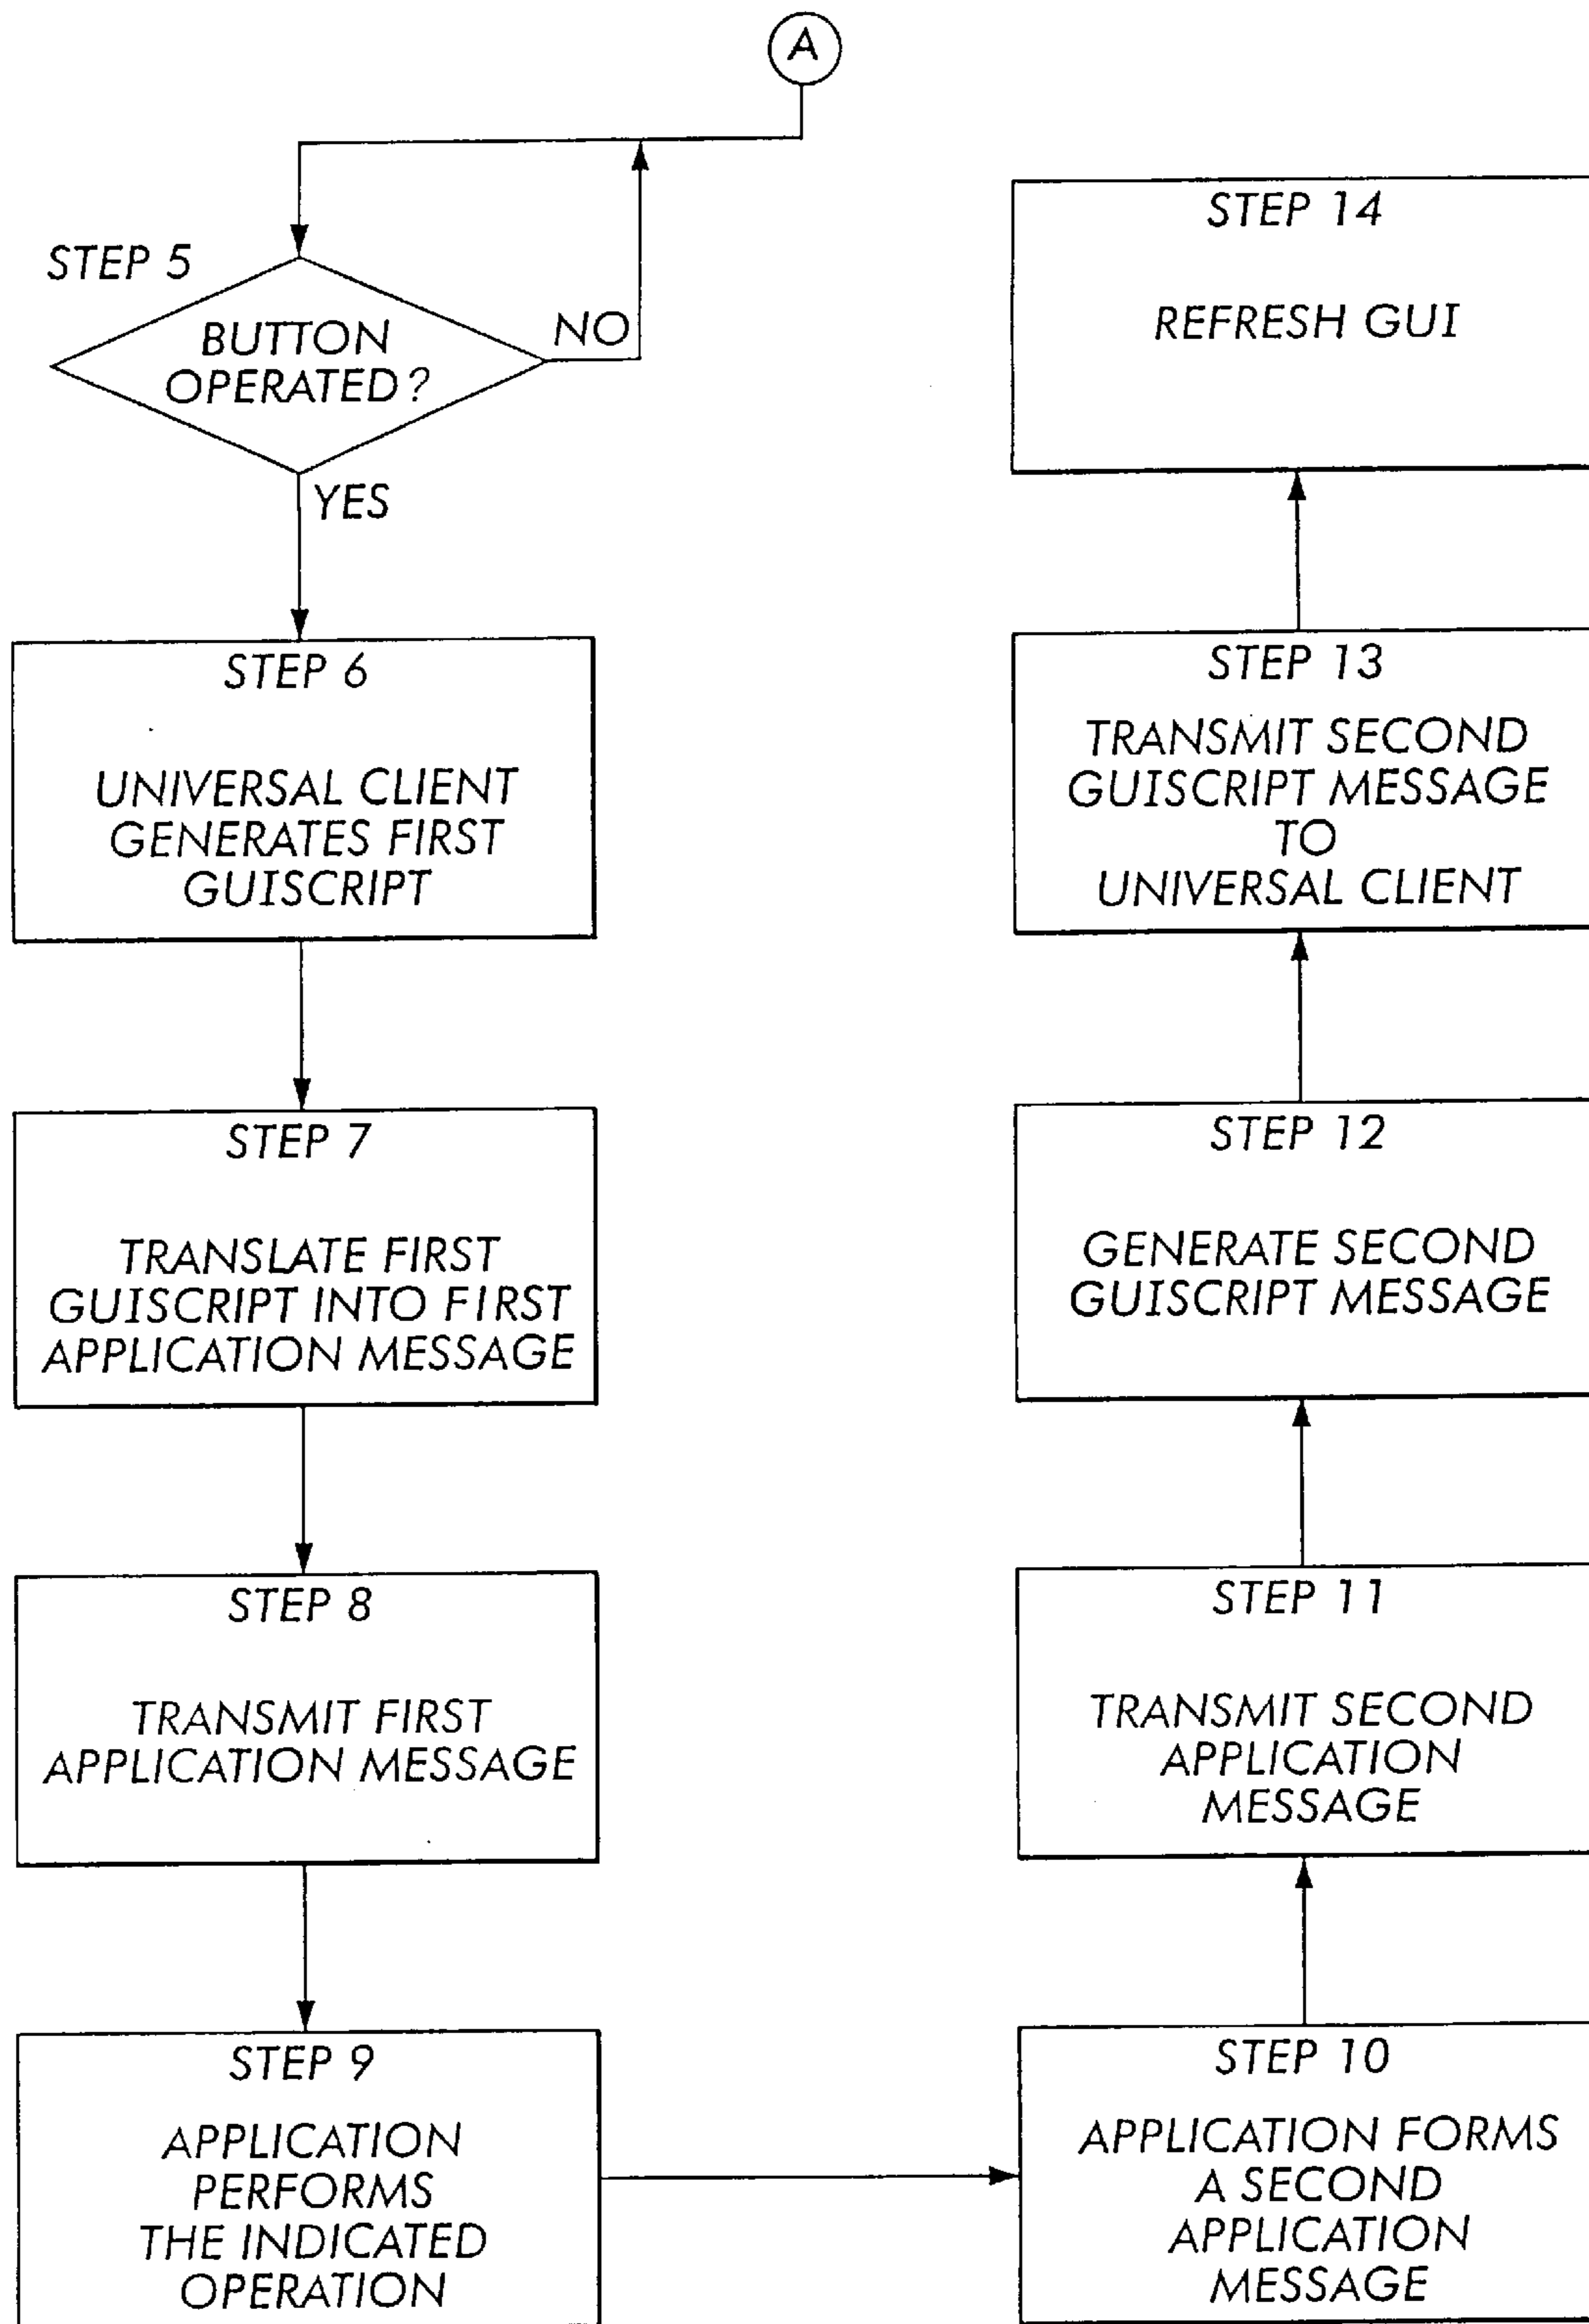 A
STEP 5
BUTTON
OPERATED?
NO
YES
STEP 6
UNIVERSAL CLIENT
GENERATES FIRST
GUISCRIPT
STEP 7
TRANSLATE FIRST
GUISCRIPT INTO FIRST
APPLICATION MESSAGE
STEP 8
TRANSMIT FIRST
APPLICATION MESSAGE
STEP 9
APPLICATION
PERFORMS
THE INDICATED
OPERATION
STEP 10
APPLICATION FORMS
A SECOND
APPLICATION
MESSAGE
STEP 11
TRANSMIT SECOND
APPLICATION
MESSAGE
STEP 12
GENERATE SECOND
GUISCRIPT MESSAGE
STEP 13
TRANSMIT SECOND
GUISCRIPT MESSAGE
TO
UNIVERSAL CLIENT
STEP 14
REFRESH GUI